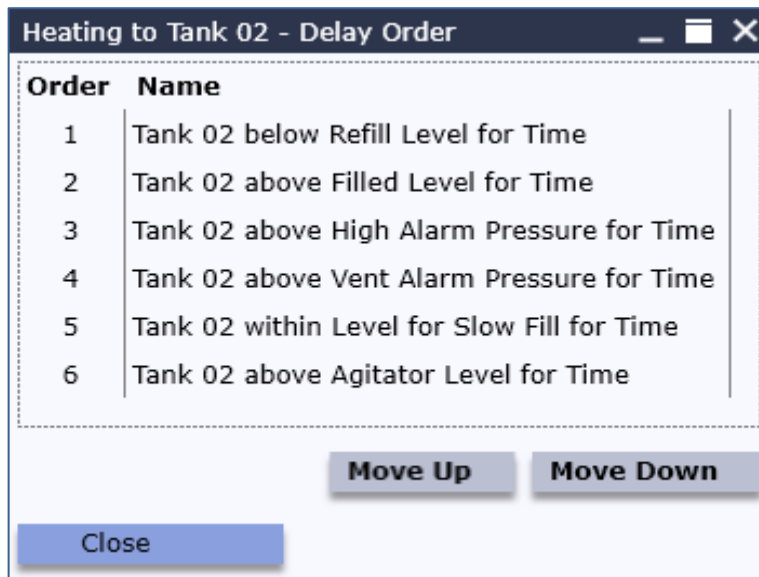 Heating to Tank 02 - Delay Order
Order Name
1 Tank 02 below Refill Level for Time
2 Tank 02 above Filled Level for Time
3 Tank 02 above High Alarm Pressure for Time
4 Tank 02 above Vent Alarm Pressure for Time
5 Tank 02 within Level for Slow Fill for Time
6 Tank 02 above Agitator Level for Time
Move Up Move Down
Close